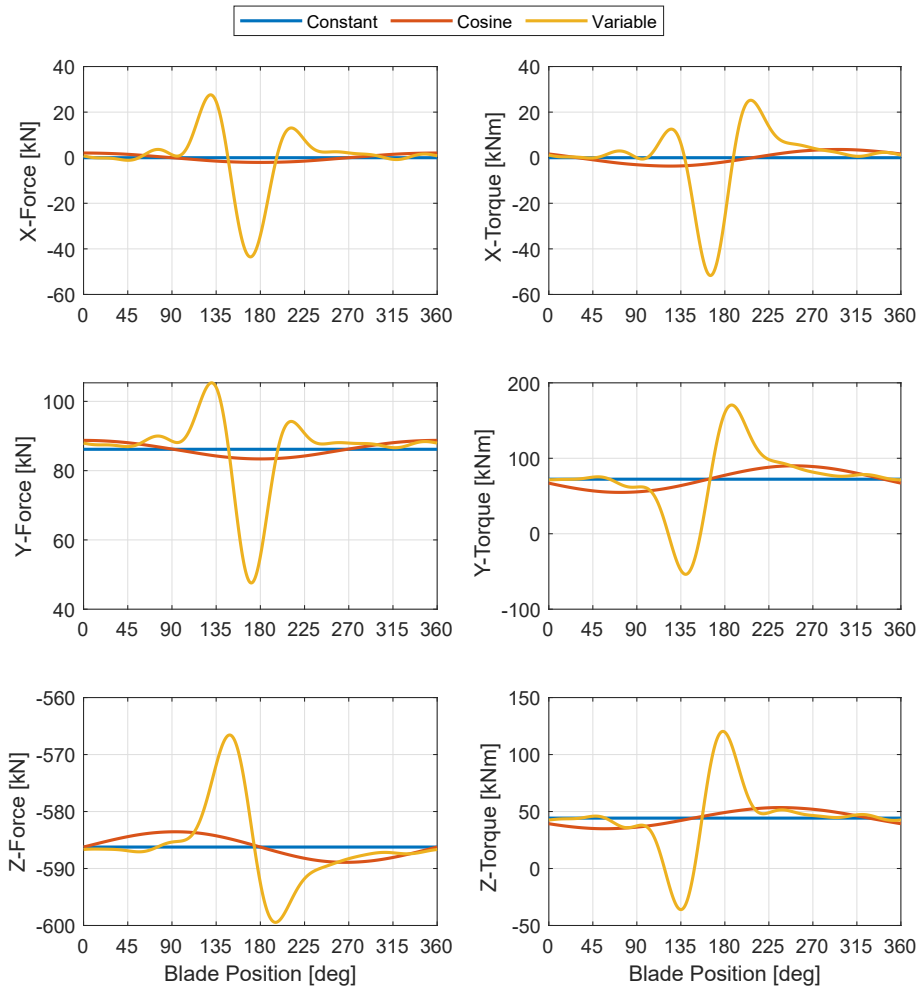 Constant Cosine Variable
X-Force [kN]
40
20
0
-20
-40
-60
0 45 90 135 180 225 270 315 360
X-Torque [kNm]
40
20
0
-20
-40
-60
0 45 90 135 180 225 270 315 360
Y-Force [kN]
100
80
60
40
0 45 90 135 180 225 270 315 360
Y-Torque [kNm]
200
100
0
-100
0 45 90 135 180 225 270 315 360
Z-Force [kN]
-560
-570
-580
-590
-600
0 45 90 135 180 225 270 315 360
Blade Position [deg]
Z-Torque [kNm]
150
100
50
0
-50
0 45 90 135 180 225 270 315 360
Blade Position [deg]